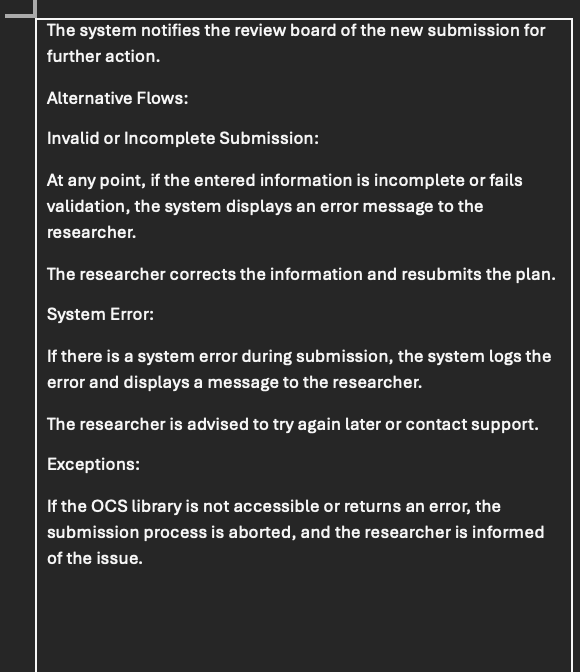 The system notifies the review board of the new submission for
further action.
Alternative Flows:
Invalid or Incomplete Submission:
At any point, if the entered information is incomplete or fails
validation, the system displays an error message to the
researcher.
The researcher corrects the information and resubmits the plan.
System Error:
If there is a system error during submission, the system logs the
error and displays a message to the researcher.
The researcher is advised to try again later or contact support.
Exceptions:
If the OCS library is not accessible or returns an error, the
submission process is aborted, and the researcher is informed
of the issue.